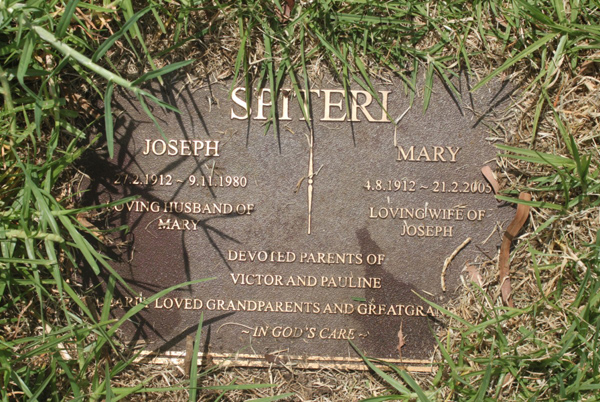 SPITERI
JOSEPH
.2.1912 ~ 9.11.1980
LOVING HUSBAND OF
MARY
MARY
4.8.1912 ~ 21.2.2005
LOVING WIFE OF
JOSEPH
DEVOTED PARENTS OF
VICTOR AND PAULINE
LOVED GRANDPARENTS AND GREATGRA
~IN GOD'S CARE~